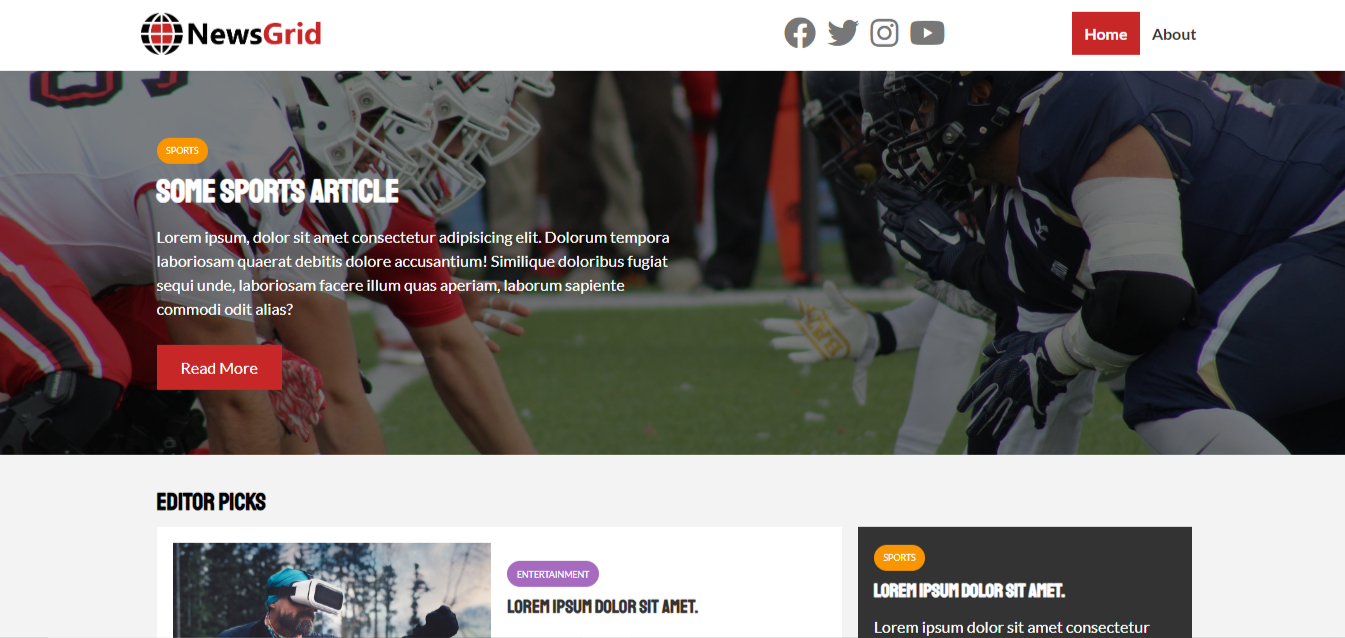 NewsGrid
Home
About
SPORTS
SOME SPORTS ARTICLE
Lorem ipsum, dolor sit amet consectetur adipisicing elit. Dolorum tempora
laboriosam quaerat debitis dolore accusantium! Similique doloribus fugiat
sequi unde, laboriosam facere illum quas aperiam, laborum sapiente
commodi odit alias?
Read More
EDITOR PICKS
ENTERTAINMENT
LOREM IPSUM DOLOR SIT AMET.
SPORTS
LOREM IPSUM DOLOR SIT AMET.
Lorem ipsum dolor sit amet consectetur